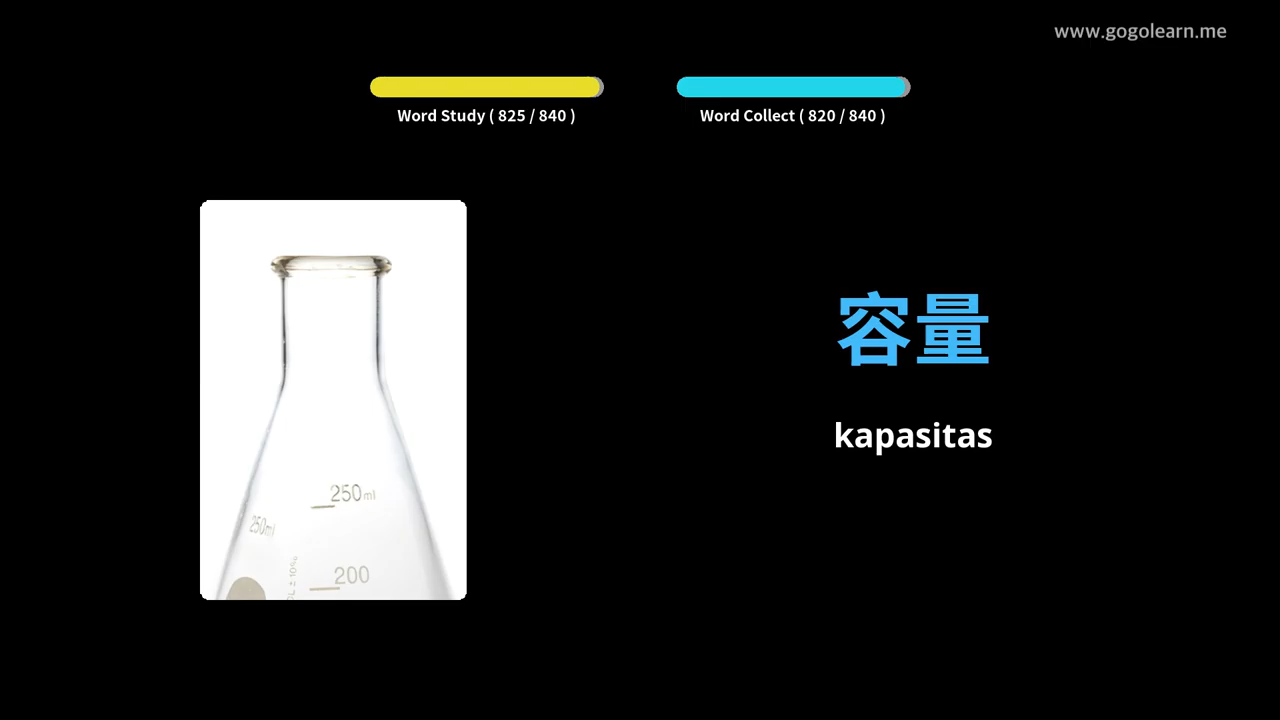 www.gogolearn.me
Word Study ( 825 / 840 )
Word Collect ( 820 / 840 )
容量
kapasitas
250ml
250ml
200